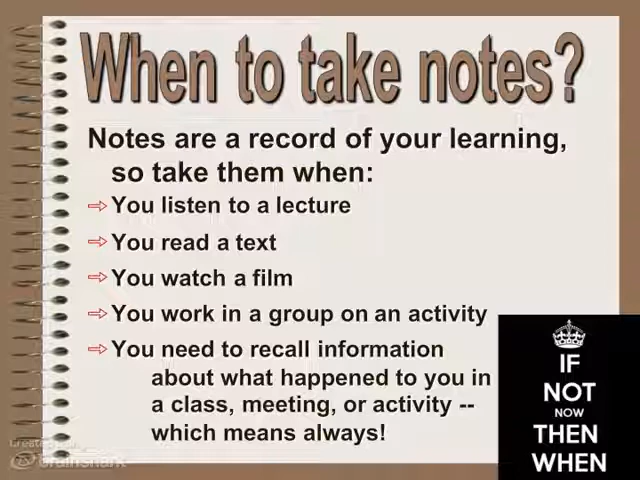 When to take notes?
Notes are a record of your learning,
so take them when:
⇨ You listen to a lecture
⇨ You read a text
⇨ You watch a film
⇨ You work in a group on an activity
⇨ You need to recall information
about what happened to you in
a class, meeting, or activity --
which means always!
IF
NOT
NOW
THEN
WHEN
brainshark